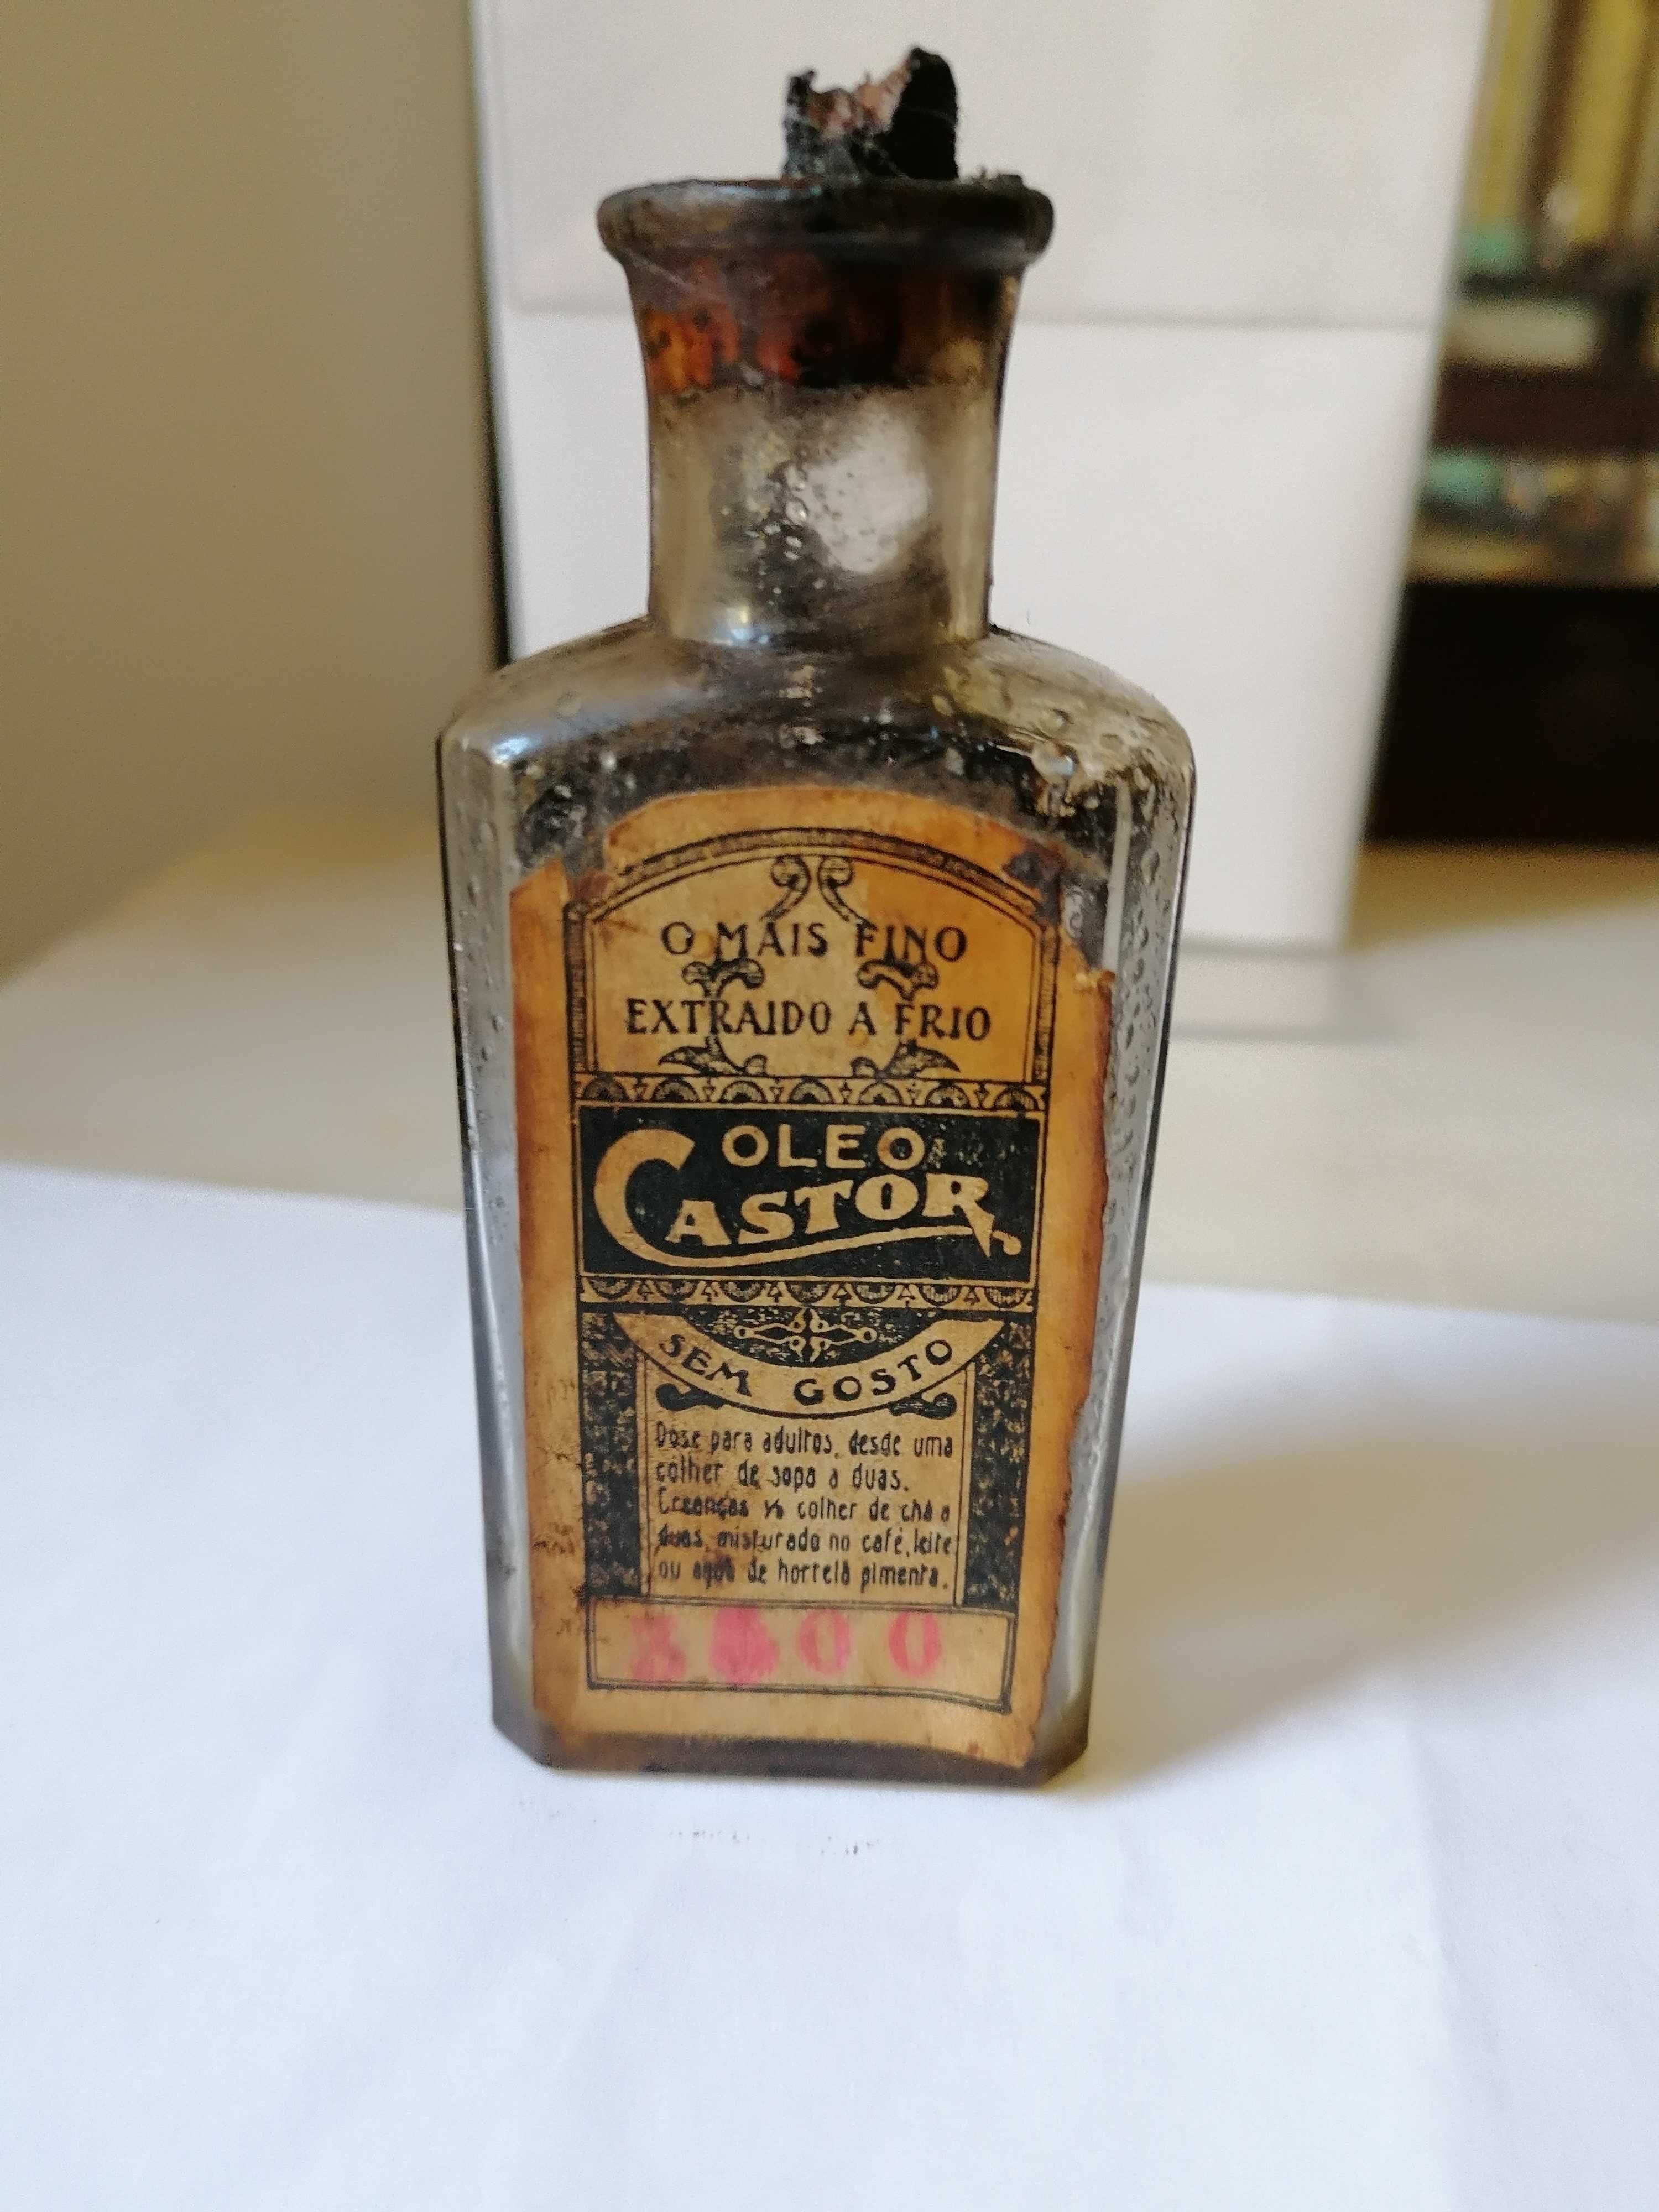 O MAIS FINO
EXTRAIDO A FRIO
OLEO
CASTOR
SEM GOSTO
Dose para adultos, desde uma
colher de sopa a duas.
Creanças ½ colher de chá a
duas, misturado no café, leite
ou agua de hortelã pimenta.
00